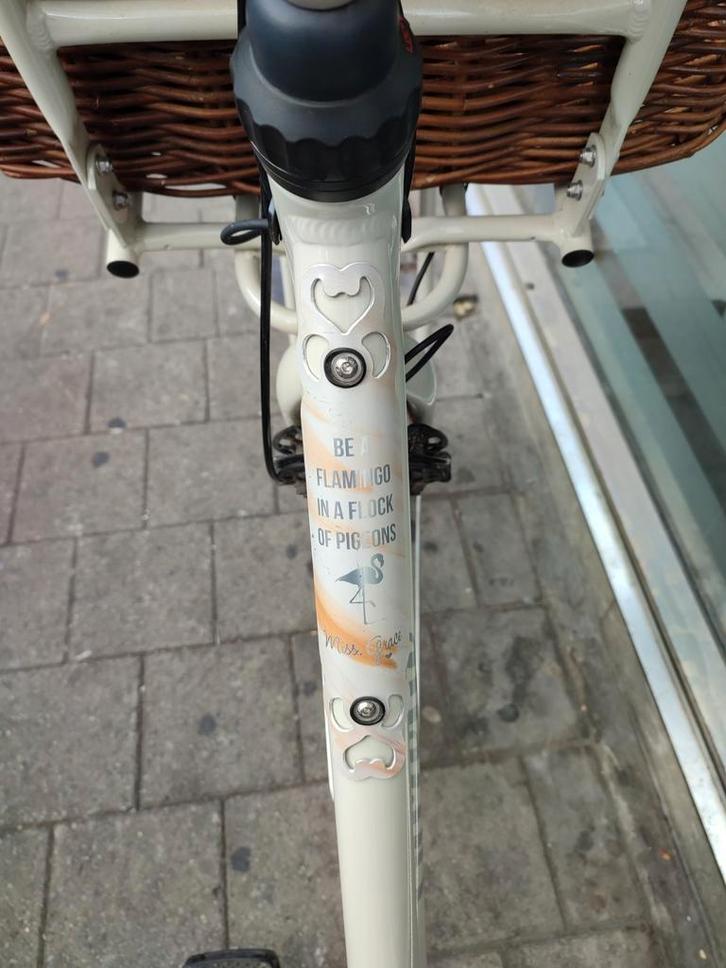 BE A
FLAMINGO
IN A FLOCK
OF PIGEONS
Miss. Grace